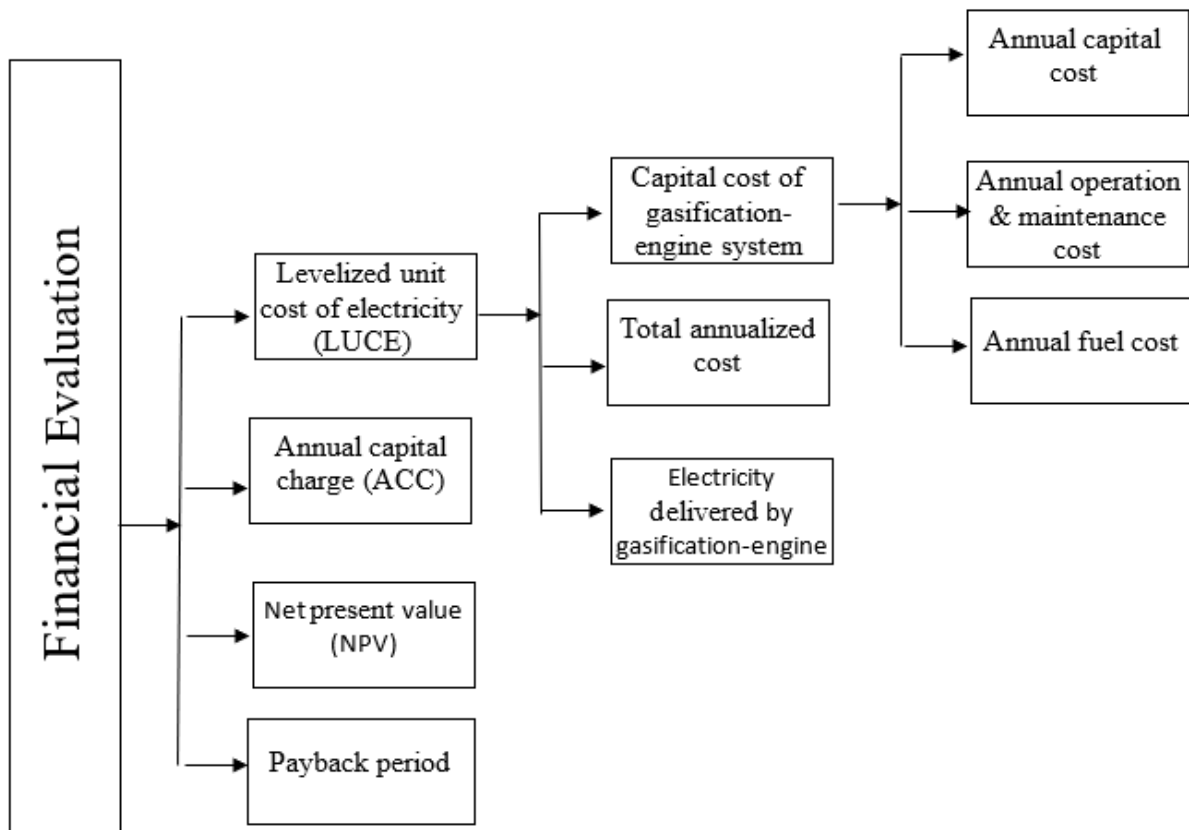 Financial Evaluation
Levelized unit
cost of electricity
(LUCE)
Annual capital
charge (ACC)
Net present value
(NPV)
Payback period
Capital cost of
gasification-
engine system
Total annualized
cost
Electricity
delivered by
gasification-engine
Annual capital
cost
Annual operation
& maintenance
cost
Annual fuel cost